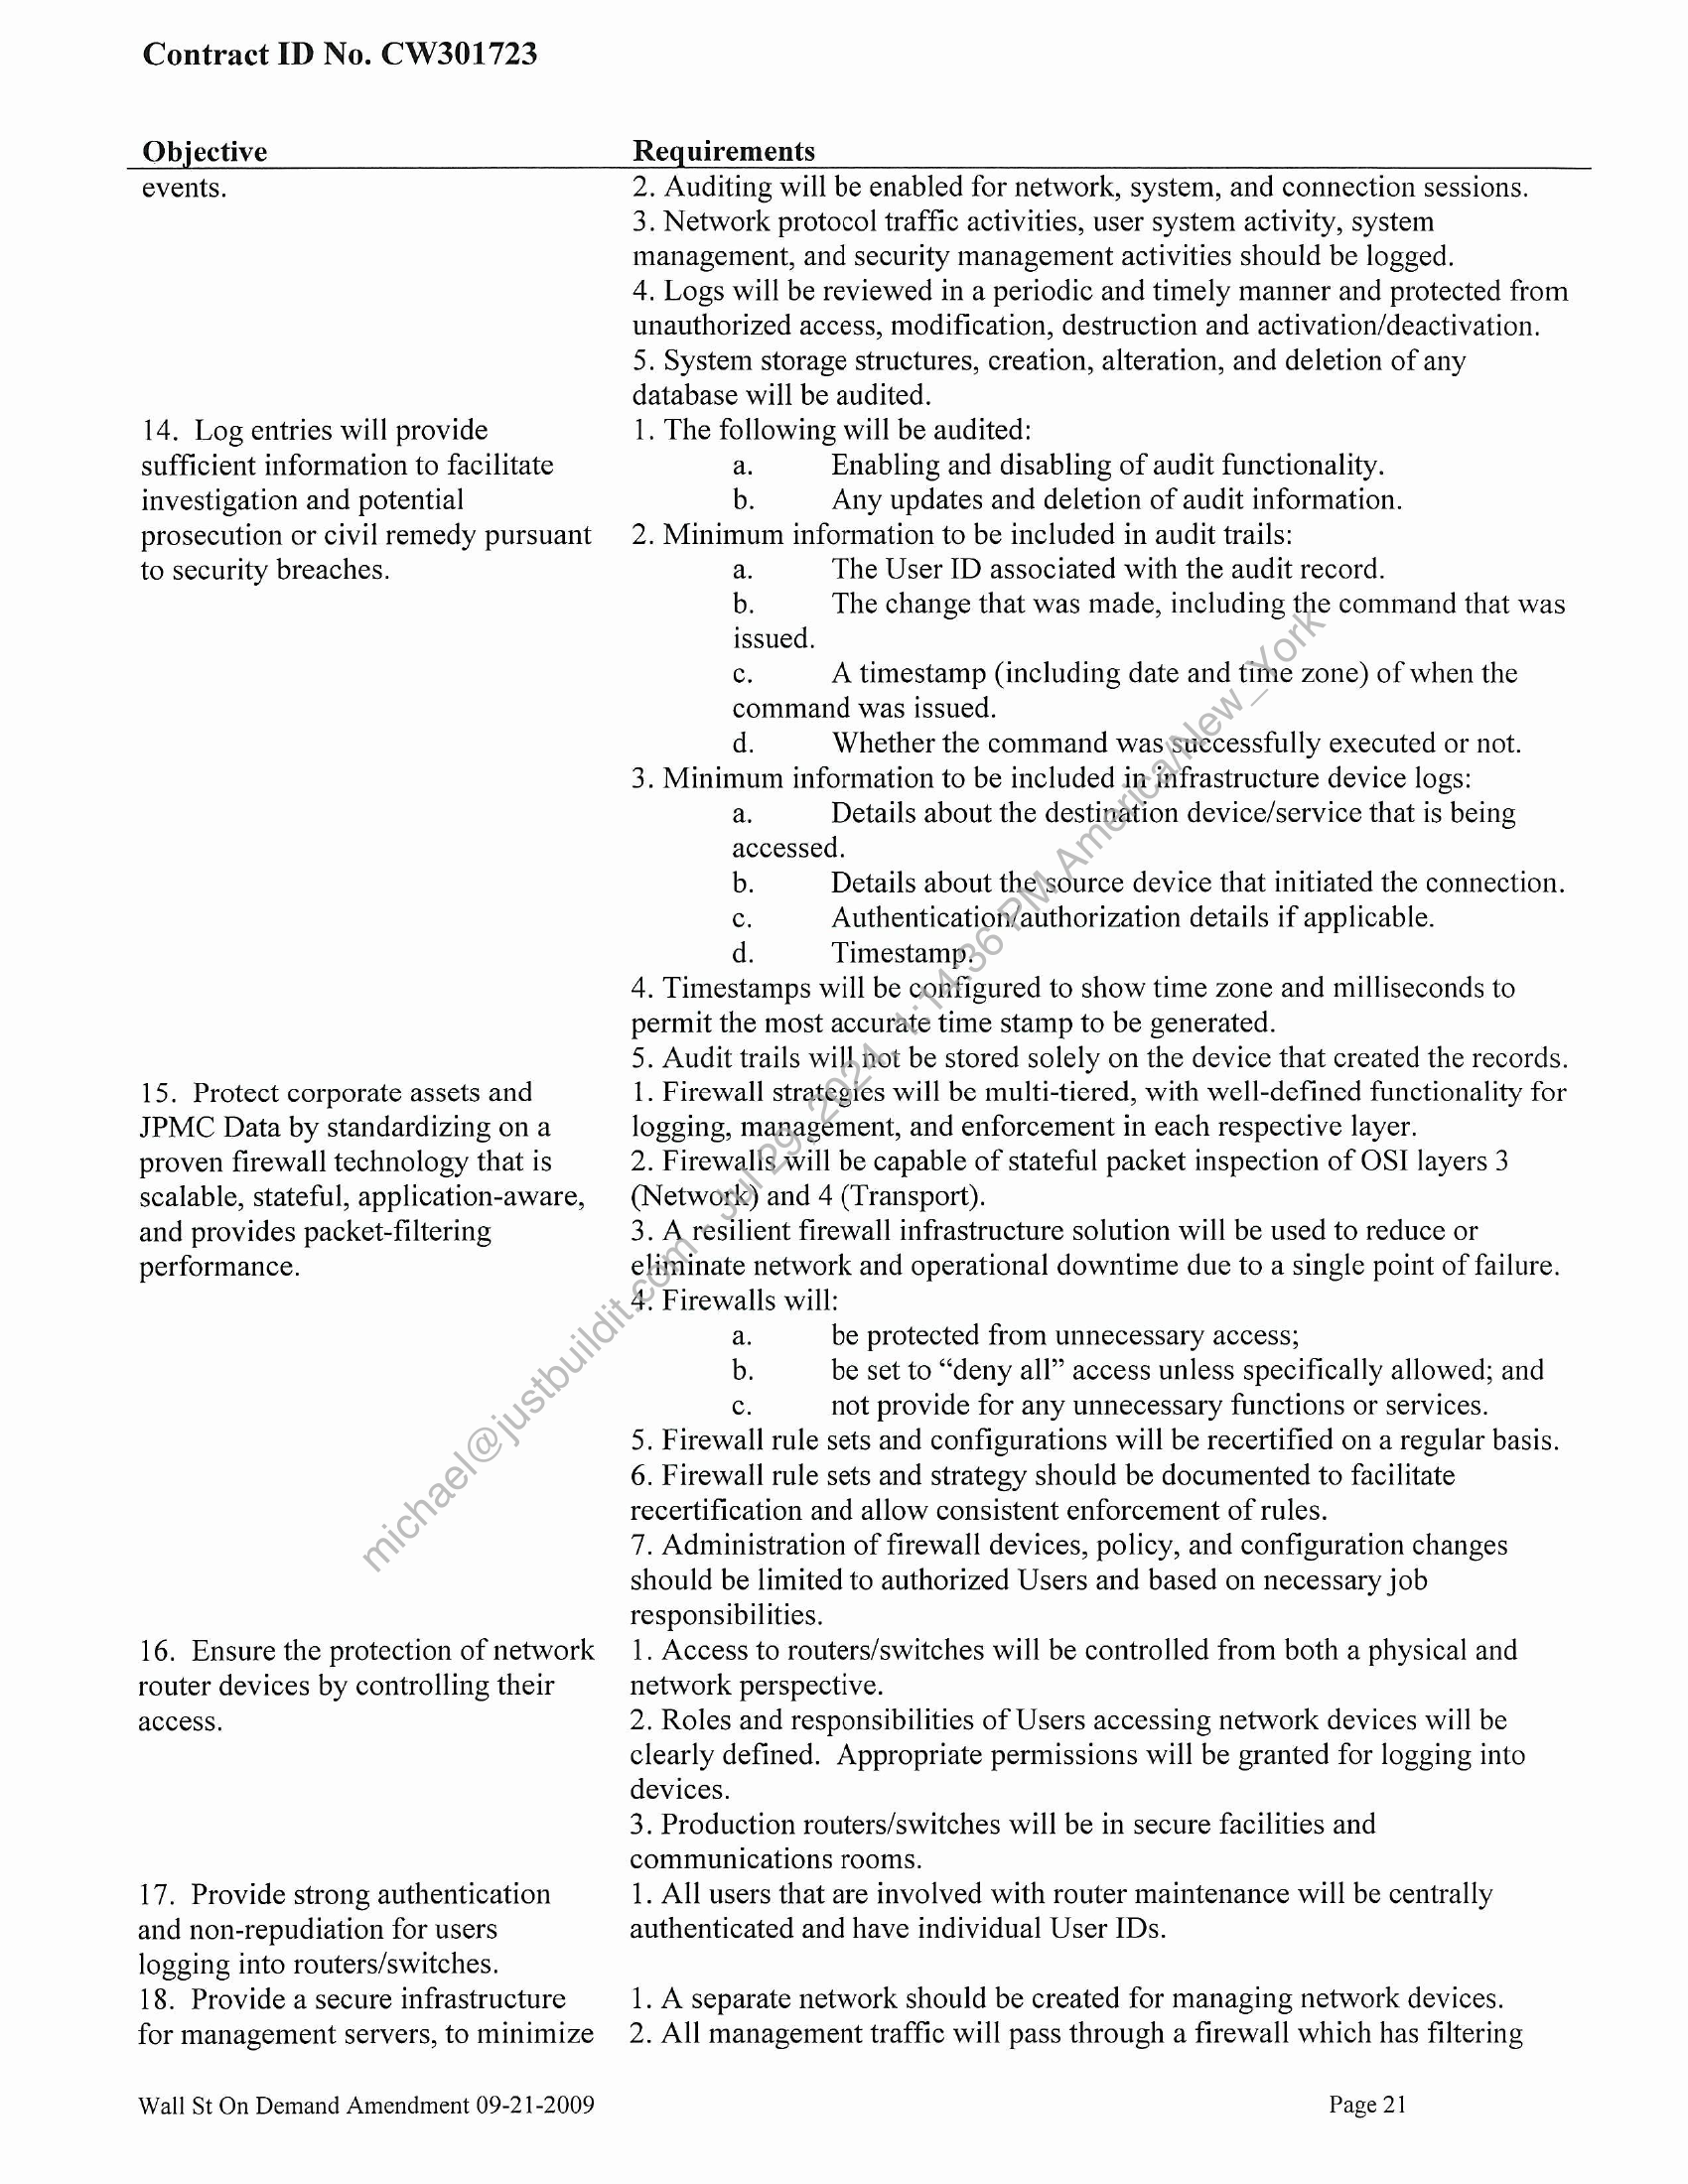 Contract ID No. CW301723
Objective
Requirements
events.
2. Auditing will be enabled for network, system, and connection sessions.
3. Network protocol traffic activities, user system activity, system
management, and security management activities should be logged.
4. Logs will be reviewed in a periodic and timely manner and protected from
unauthorized access, modification, destruction and activation/deactivation.
5. System storage structures, creation, alteration, and deletion of any
database will be audited.
14. Log entries will provide
sufficient information to facilitate
investigation and potential
prosecution or civil remedy pursuant
to security breaches.
1. The following will be audited:
a. Enabling and disabling of audit functionality.
b. Any updates and deletion of audit information.
2. Minimum information to be included in audit trails:
a. The User ID associated with the audit record.
b. The change that was made, including the command that was
issued.
c. A timestamp (including date and time zone) of when the
command was issued.
d. Whether the command was successfully executed or not.
3. Minimum information to be included in infrastructure device logs:
a. Details about the destination device/service that is being
accessed.
b. Details about the source device that initiated the connection.
c. Authentication/authorization details if applicable.
d. Timestamp.
4. Timestamps will be configured to show time zone and milliseconds to
permit the most accurate time stamp to be generated.
5. Audit trails will not be stored solely on the device that created the records.
15. Protect corporate assets and
JPMC Data by standardizing on a
proven firewall technology that is
scalable, stateful, application-aware,
and provides packet-filtering
performance.
1. Firewall strategies will be multi-tiered, with well-defined functionality for
logging, management, and enforcement in each respective layer.
2. Firewalls will be capable of stateful packet inspection of OSI layers 3
(Network) and 4 (Transport).
3. A resilient firewall infrastructure solution will be used to reduce or
eliminate network and operational downtime due to a single point of failure.
4. Firewalls will:
a. be protected from unnecessary access;
b. be set to “deny all” access unless specifically allowed; and
c. not provide for any unnecessary functions or services.
5. Firewall rule sets and configurations will be recertified on a regular basis.
6. Firewall rule sets and strategy should be documented to facilitate
recertification and allow consistent enforcement of rules.
7. Administration of firewall devices, policy, and configuration changes
should be limited to authorized Users and based on necessary job
responsibilities.
16. Ensure the protection of network
router devices by controlling their
access.
1. Access to routers/switches will be controlled from both a physical and
network perspective.
2. Roles and responsibilities of Users accessing network devices will be
clearly defined. Appropriate permissions will be granted for logging into
devices.
3. Production routers/switches will be in secure facilities and
communications rooms.
17. Provide strong authentication
and non-repudiation for users
logging into routers/switches.
1. All users that are involved with router maintenance will be centrally
authenticated and have individual User IDs.
18. Provide a secure infrastructure
for management servers, to minimize
1. A separate network should be created for managing network devices.
2. All management traffic will pass through a firewall which has filtering
Wall St On Demand Amendment 09-21-2009
Page 21
michael@justbuildit.com - Jul 29, 2024, 1:14:36 PM America/New_York